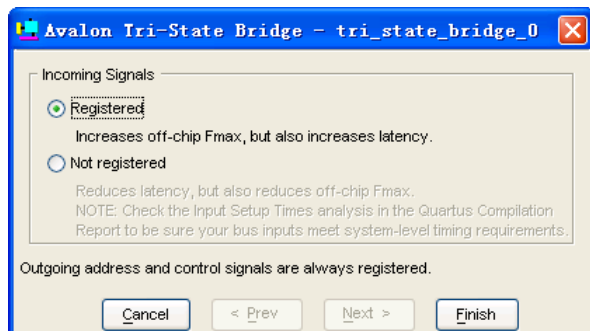 Avalon Tri-State Bridge - tri_state_bridge_0
Incoming Signals
Registered
Increases off-chip Fmax, but also increases latency.
Not registered
Reduces latency, but also reduces off-chip Fmax.
NOTE: Check the Input Setup Times analysis in the Quartus Compilation
Report to be sure your bus inputs meet system-level timing requirements.
Outgoing address and control signals are always registered.
Cancel < Prev Next > Finish